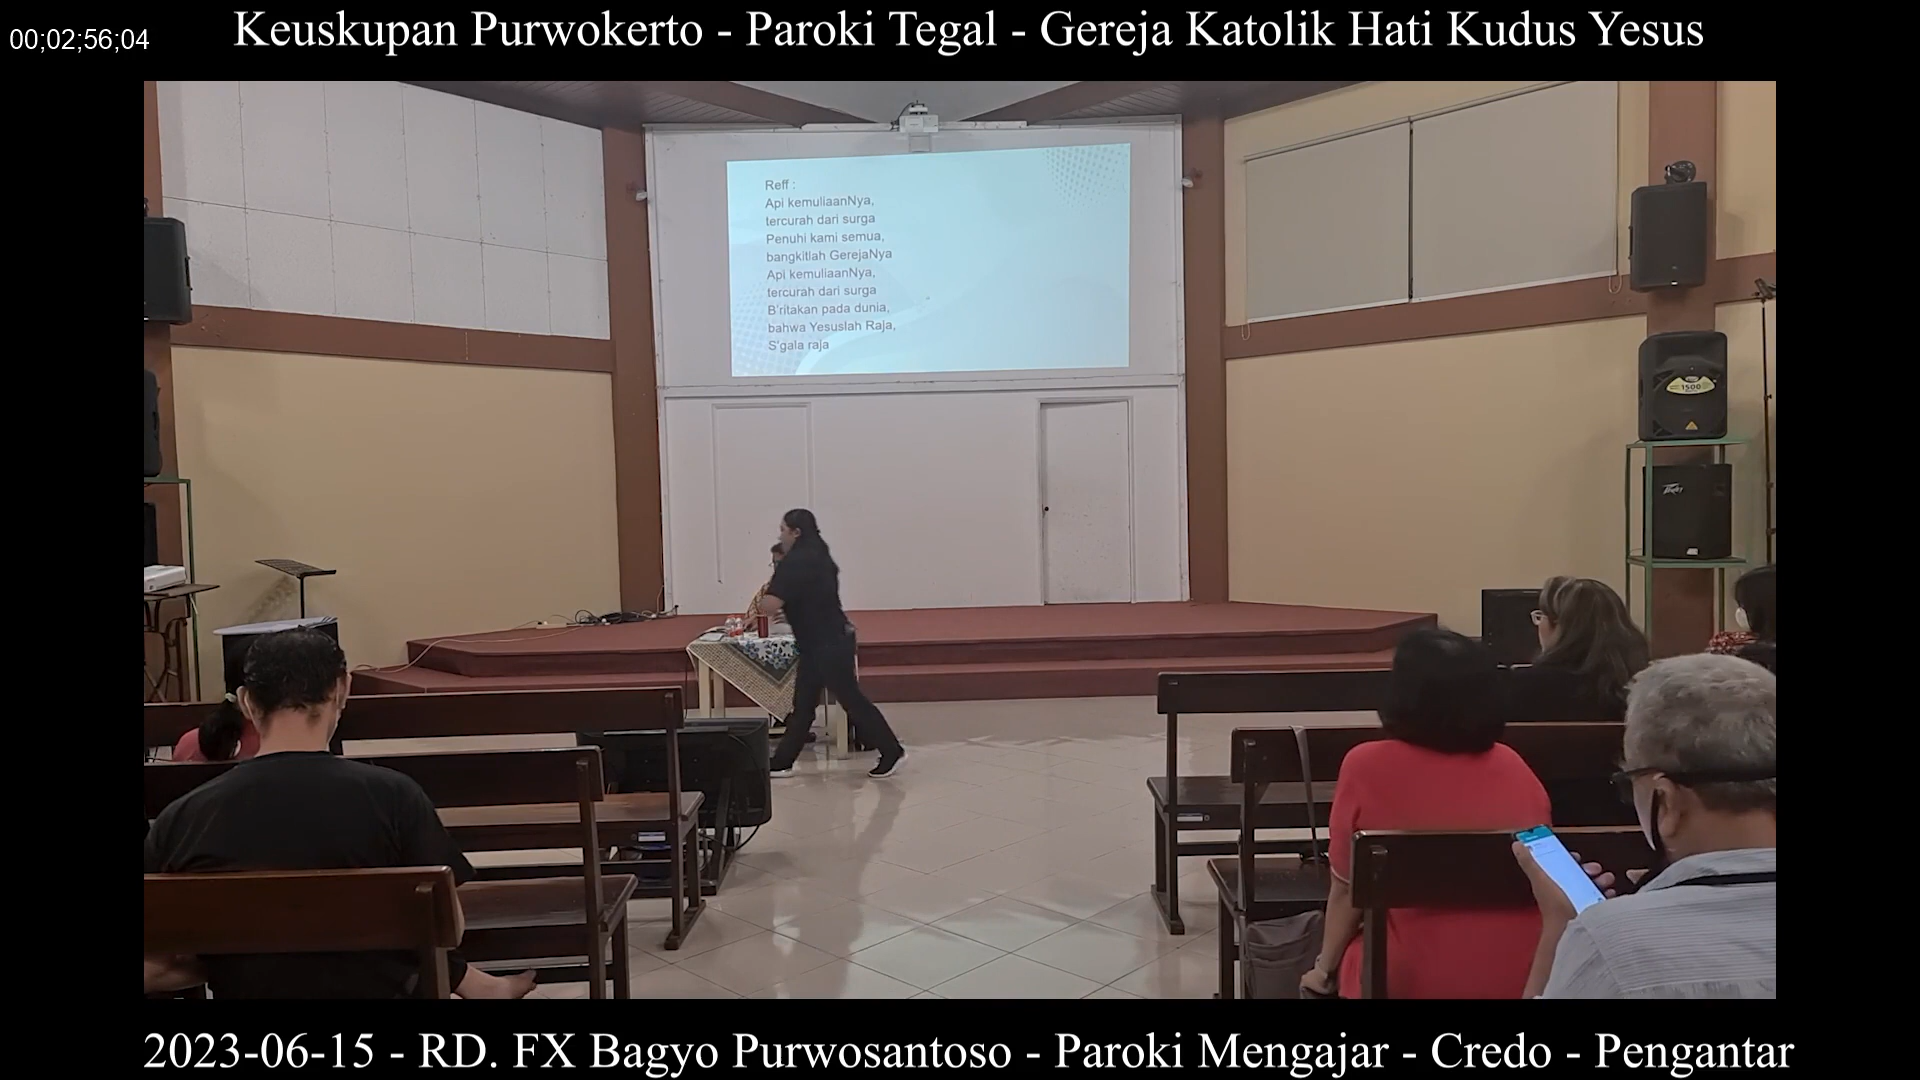 00;02;56;04
Keuskupan Purwokerto - Paroki Tegal - Gereja Katolik Hati Kudus Yesus
Reff :
Api kemuliaanNya,
tercurah dari surga
Penuhi kami semua,
bangkitlah GerejaNya
Api kemuliaanNya,
tercurah dari surga
B'ritakan pada dunia,
bahwa Yesuslah Raja,
S'gala raja
1500
Peavey
2023-06-15 - RD. FX Bagyo Purwosantoso - Paroki Mengajar - Credo - Pengantar